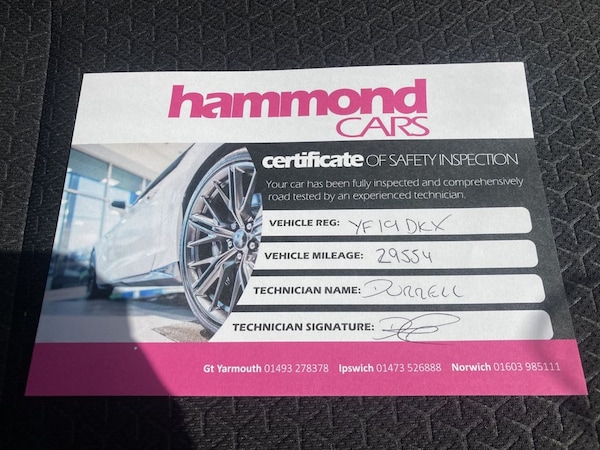 hammond
CARS
certificate OF SAFETY INSPECTION
Your car has been fully inspected and comprehensively
road tested by an experienced technician.
VEHICLE REG: YF19 DKX
VEHICLE MILEAGE: 29554
TECHNICIAN NAME: DURRELL
TECHNICIAN SIGNATURE:
Gt Yarmouth 01493 278378 Ipswich 01473 526888 Norwich 01603 985111